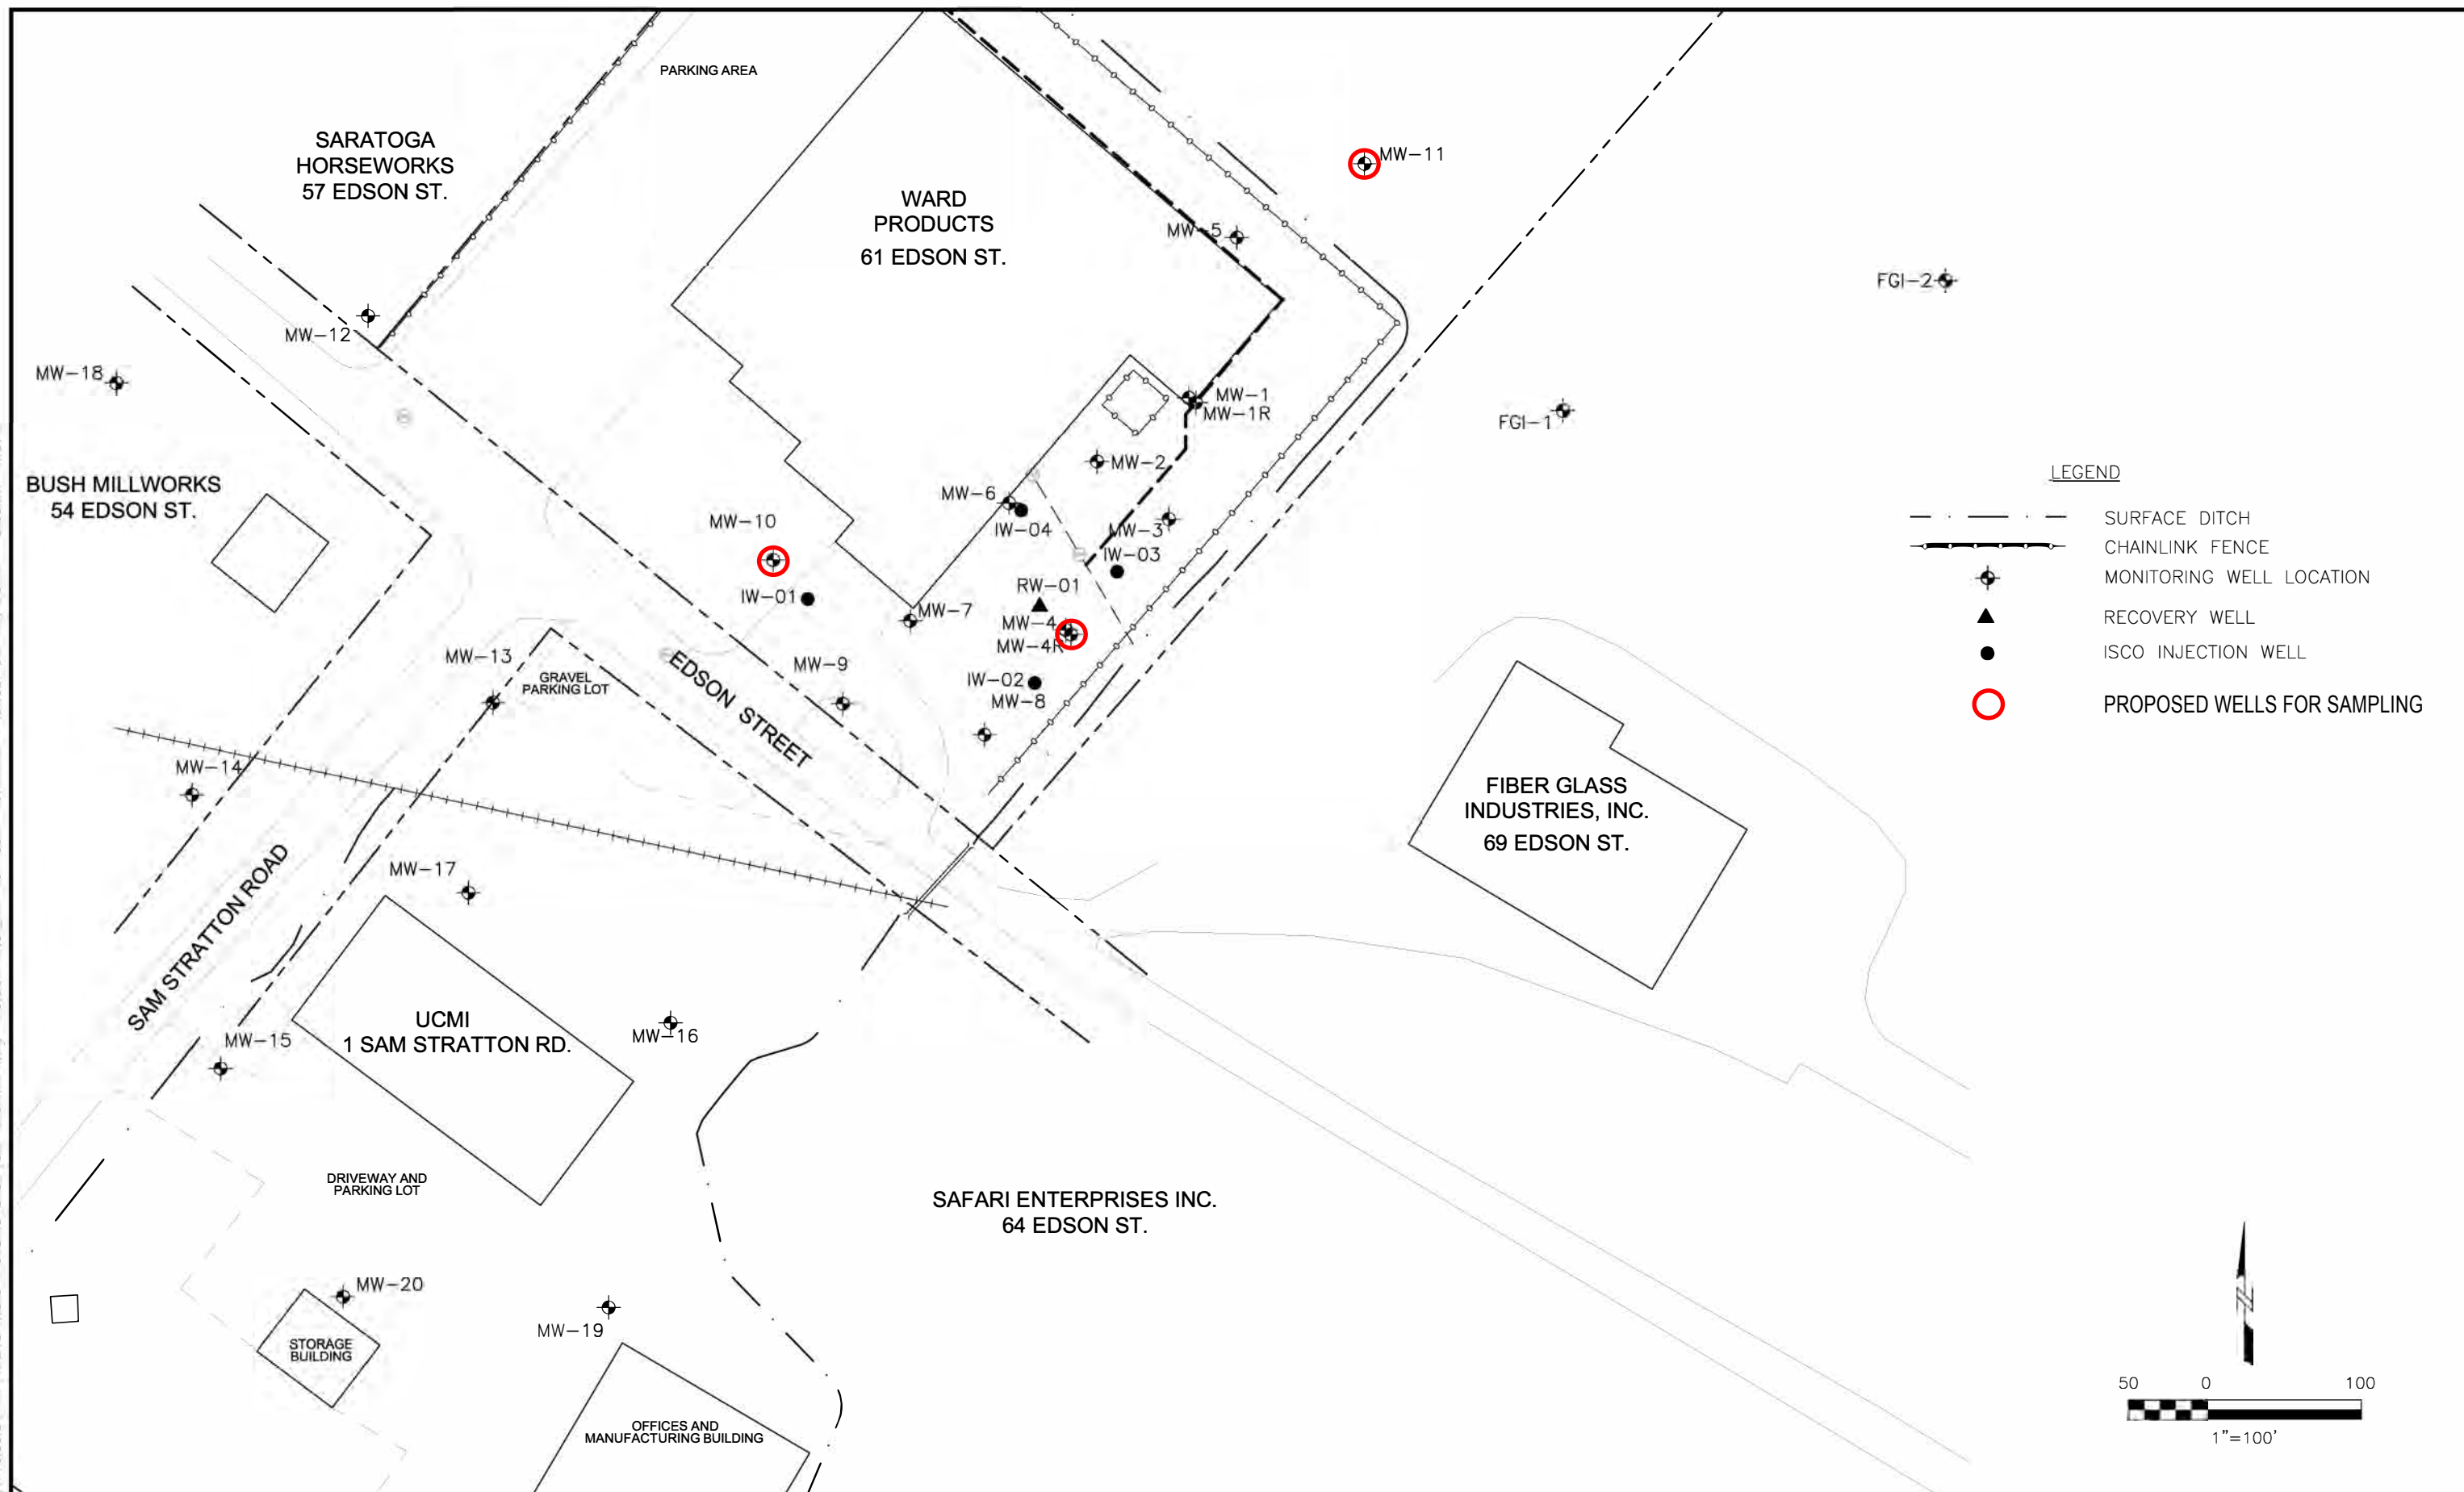 PARKING AREA
SARATOGA
HORSEWORKS
57 EDSON ST.
MW-11
WARD
PRODUCTS
61 EDSON ST.
MW-5
FGI-2
MW-12
MW-18
MW-1
MW-1R
FGI-1
MW-2
LEGEND
BUSH MILLWORKS
54 EDSON ST.
MW-6
MW-10
IW-04
MW-3
SURFACE DITCH
CHAINLINK FENCE
IW-03
MONITORING WELL LOCATION
RW-01
IW-01
MW-7
MW-4
RECOVERY WELL
MW-4R
ISCO INJECTION WELL
MW-13
MW-9
GRAVEL
PARKING LOT
IW-02
MW-8
PROPOSED WELLS FOR SAMPLING
EDSON STREET
MW-14
FIBER GLASS
INDUSTRIES, INC.
69 EDSON ST.
MW-17
SAM STRATTON ROAD
UCMI
1 SAM STRATTON RD.
MW-16
MW-15
DRIVEWAY AND
PARKING LOT
SAFARI ENTERPRISES INC.
64 EDSON ST.
MW-20
MW-19
STORAGE
BUILDING
OFFICES AND
MANUFACTURING BUILDING
N
50 0 100
1"=100'